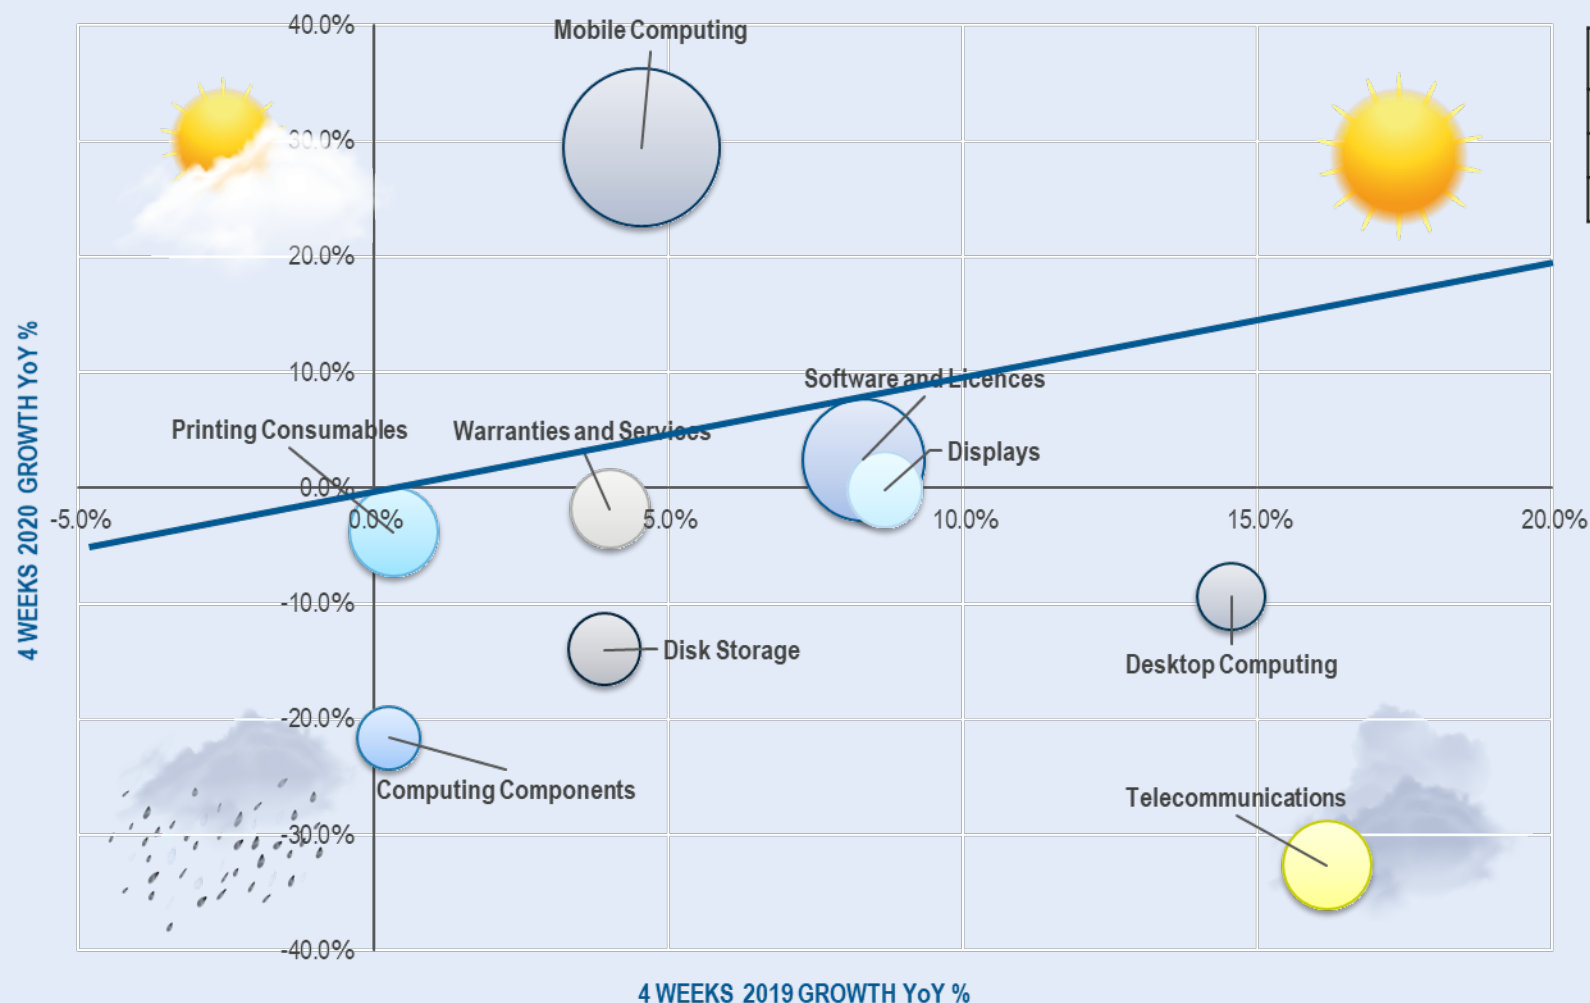 40.0%
Mobile Computing
30.0%
20.0%
10.0%
Software and Licences
Printing Consumables
Warranties and Services
Displays
0.0%
-5.0%
0.0%
5.0%
10.0%
15.0%
20.0%
-10.0%
Disk Storage
Desktop Computing
-20.0%
Computing Components
Telecommunications
-30.0%
-40.0%
4 WEEKS 2020 GROWTH YoY %
4 WEEKS 2019 GROWTH YoY %